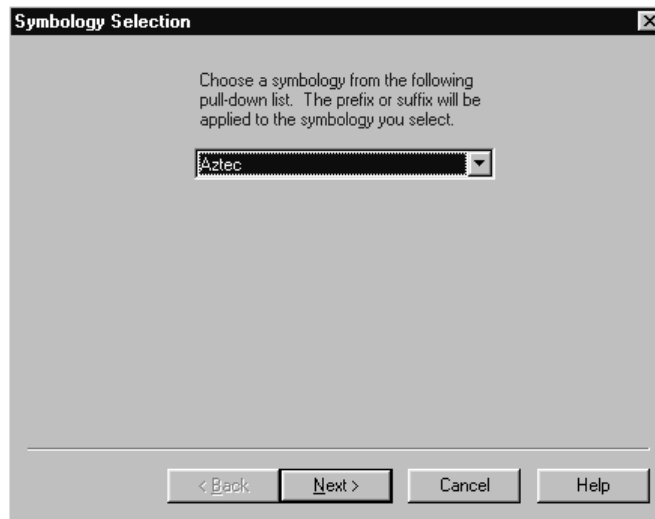 Symbology Selection
Choose a symbology from the following
pull-down list. The prefix or suffix will be
applied to the symbology you select.
Aztec
< Back Next > Cancel Help